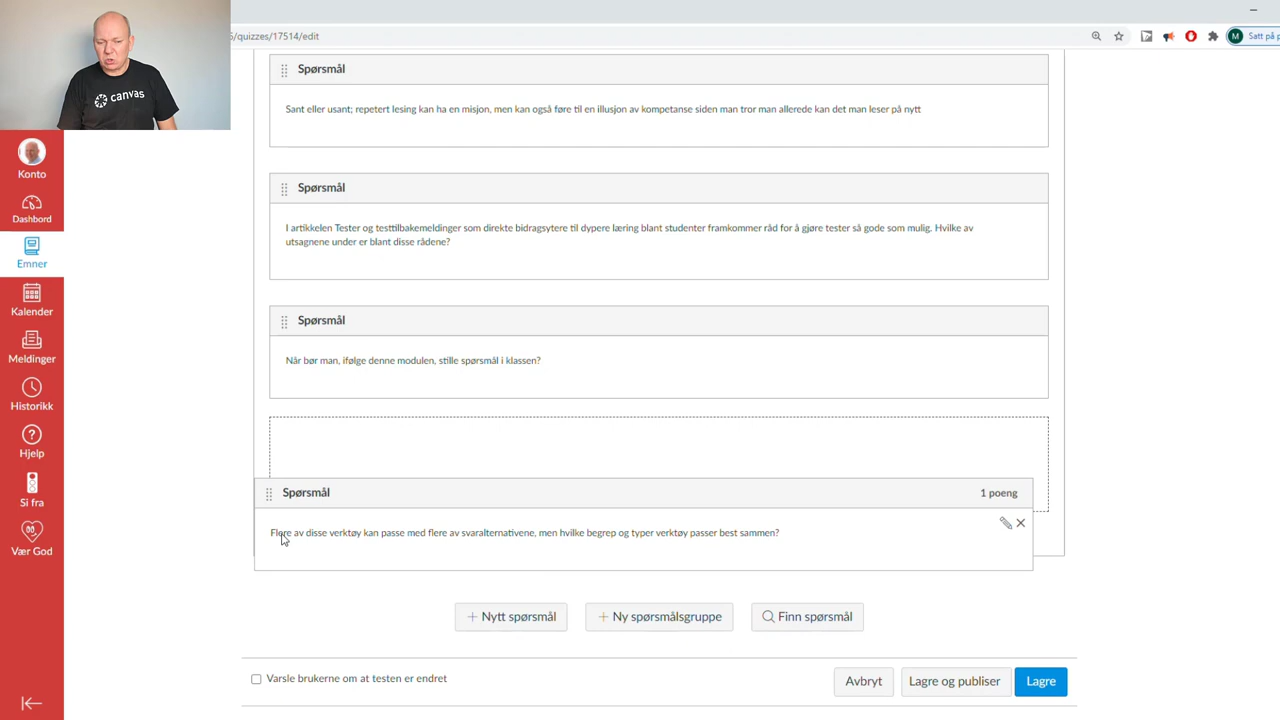 canvas
5/quizzes/17514/edit
M
Satt på p
Konto
Dashbord
Emner
Kalender
Meldinger
Historikk
Hjelp
Si fra
Vær God
Spørsmål
Sant eller usant; repetert lesing kan ha en misjon, men kan også føre til en illusjon av kompetanse siden man tror man allerede kan det man leser på nytt
Spørsmål
I artikkelen Tester og testtilbakemeldinger som direkte bidragsytere til dypere læring blant studenter framkommer råd for å gjøre tester så gode som mulig. Hvilke av
utsagnene under er blant disse rådene?
Spørsmål
Når bør man, ifølge denne modulen, stille spørsmål i klassen?
Spørsmål 1 poeng
Flere av disse verktøy kan passe med flere av svaralternativene, men hvilke begrep og typer verktøy passer best sammen?
+ Nytt spørsmål + Ny spørsmålsgruppe Finn spørsmål
Varsle brukerne om at testen er endret
Avbryt Lagre og publiser Lagre